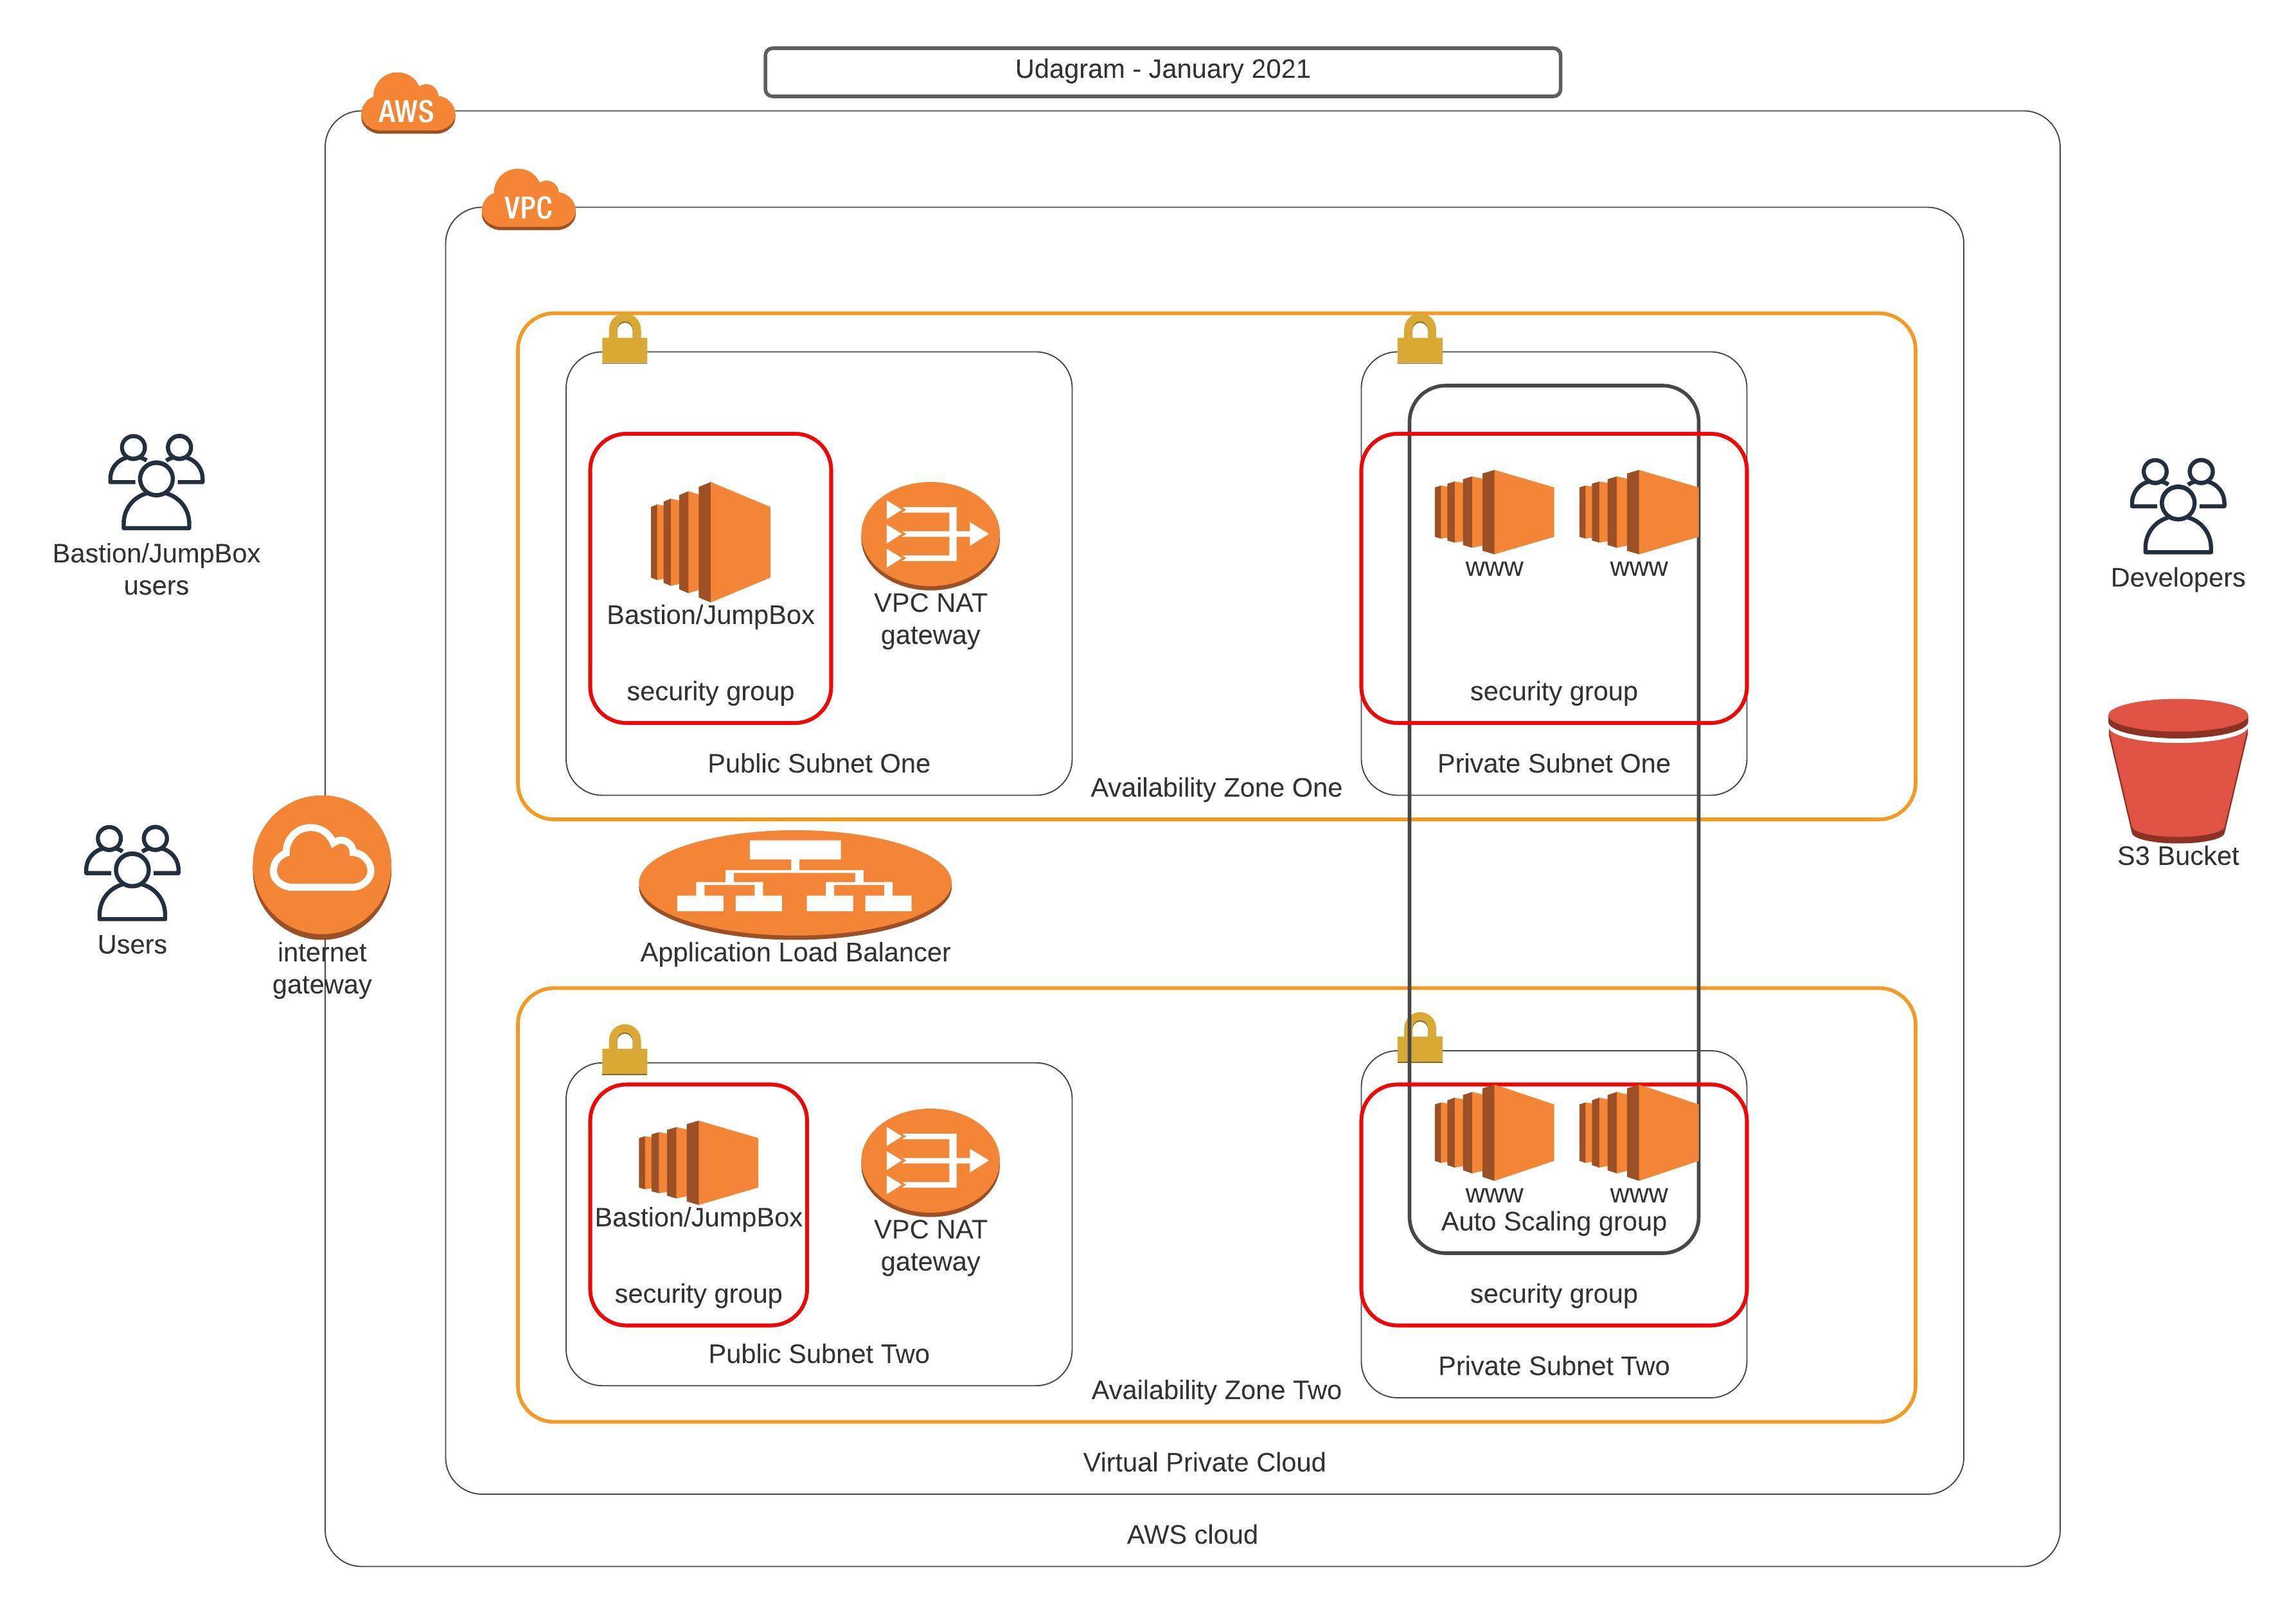 Udagram - January 2021
AWS
VPC
Bastion/JumpBox
users
Bastion/JumpBox
security group
VPC NAT
gateway
Public Subnet One
www
www
security group
Private Subnet One
Availability Zone One
Developers
S3 Bucket
Users
internet
gateway
Application Load Balancer
Bastion/JumpBox
security group
VPC NAT
gateway
Public Subnet Two
www
www
Auto Scaling group
security group
Private Subnet Two
Availability Zone Two
Virtual Private Cloud
AWS cloud